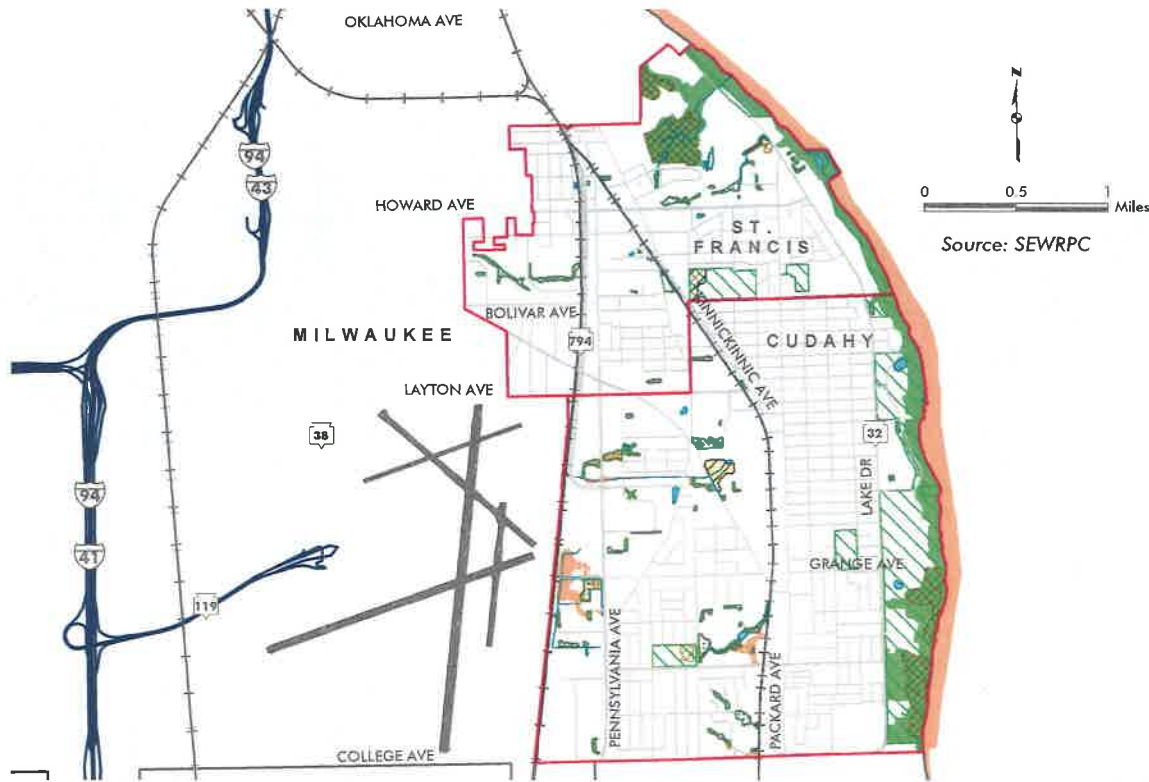 OKLAHOMA AVE
N
94
43
0 0.5 1
Miles
HOWARD AVE
ST.
FRANCIS
Source: SEWRPC
BOLIVAR AVE
MILWAUKEE
794
KINNICKINNIC AVE
CUDAHY
LAYTON AVE
38
32
94
LAKE DR
41
GRANGE AVE
119
PENNSYLVANIA AVE
PACKARD AVE
COLLEGE AVE